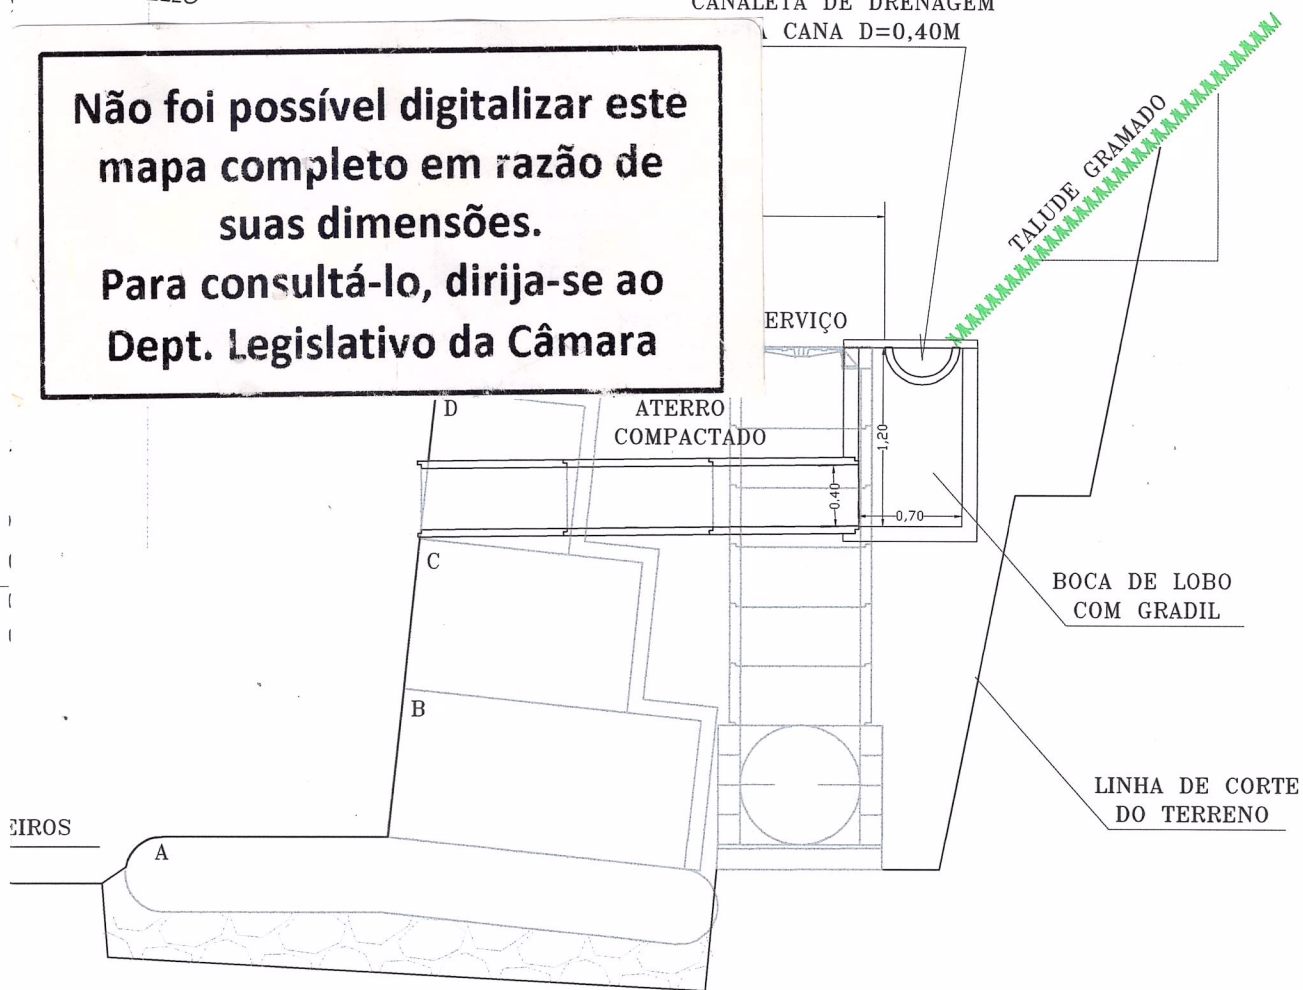 CANALETA DE DRENAGEM
CANA D=0,40M
Não foi possível digitalizar este
mapa completo em razão de
suas dimensões.
Para consultá-lo, dirija-se ao
Dept. Legislativo da Câmara
TALUDE GRAMADO
ERVIÇO
D
ATERRO
COMPACTADO
1,20
0.40
0,70
C
BOCA DE LOBO
COM GRADIL
B
LINHA DE CORTE
DO TERRENO
EIROS
A